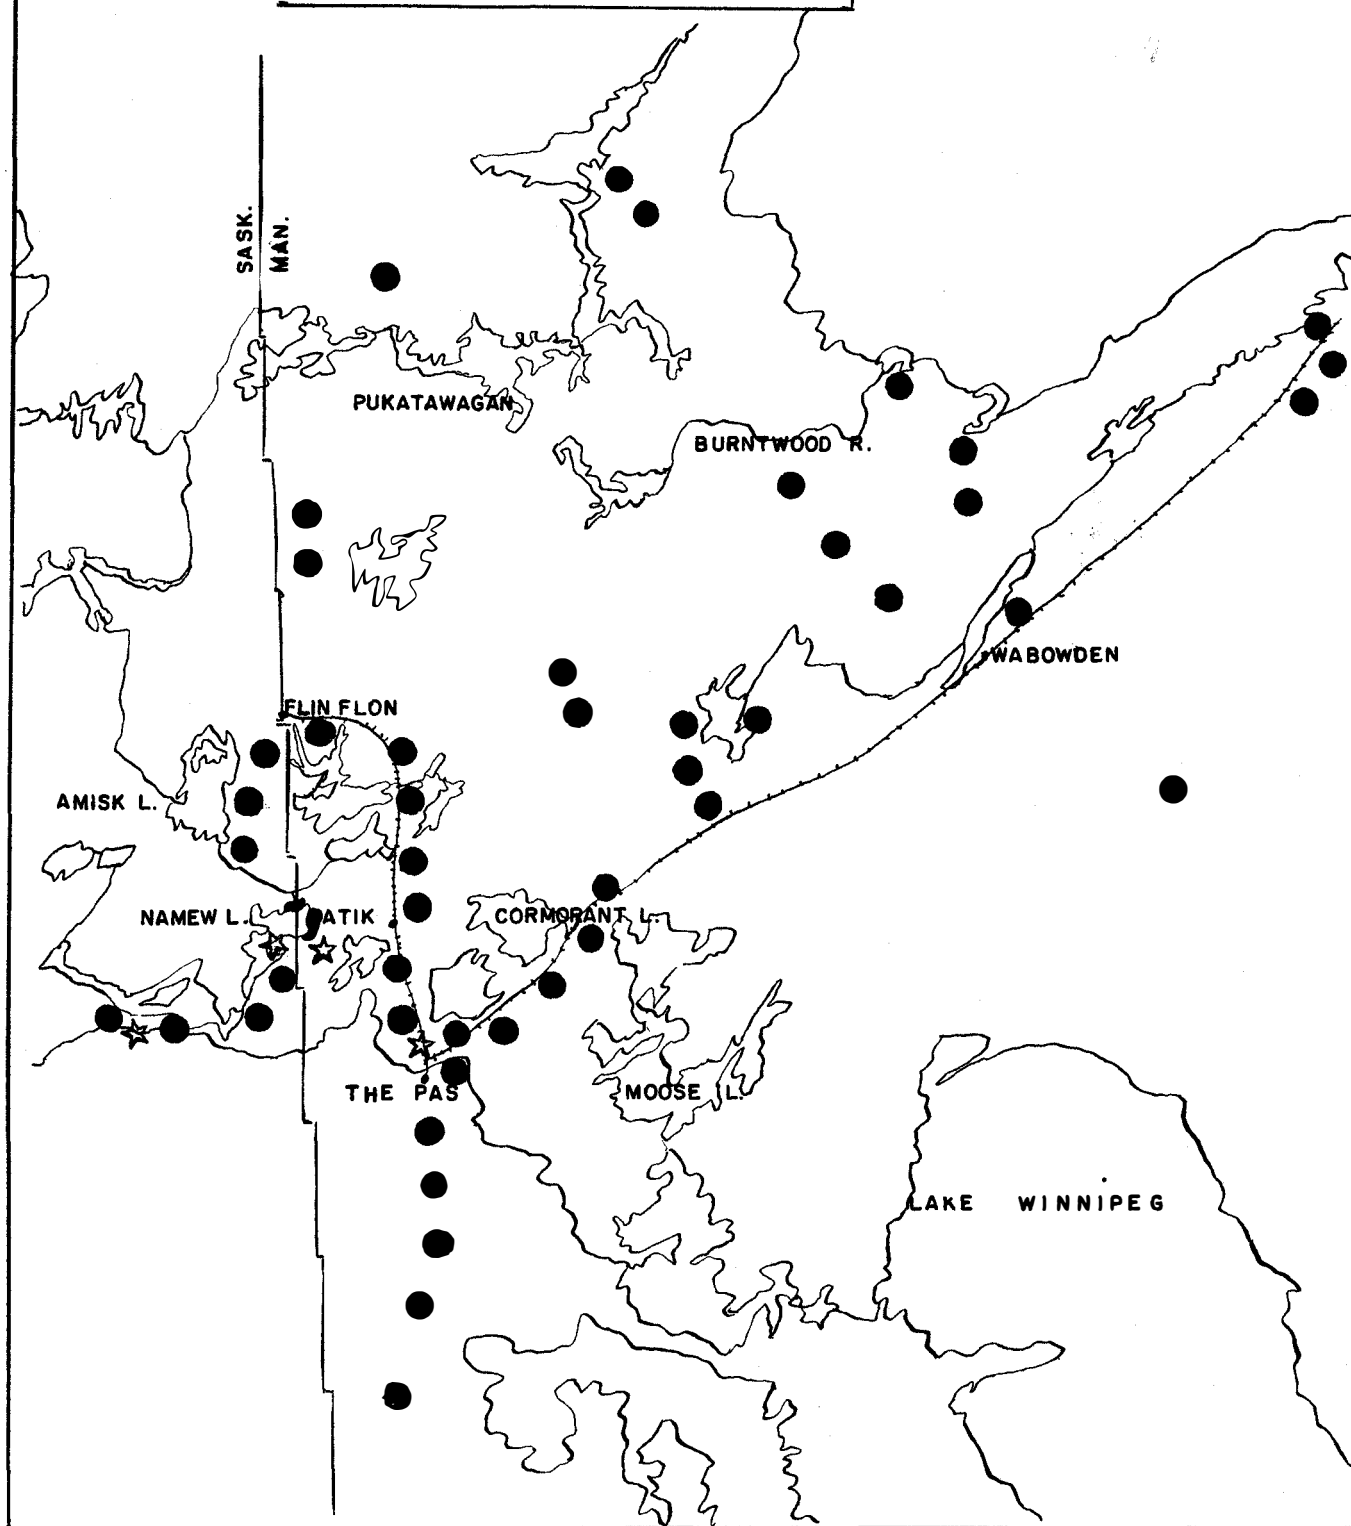 SASK.
MAN.
PUKATAWAGAN
BURNTWOOD R.
WABOWDEN
FLIN FLON
AMISK L.
NAMEW L.
ATIK
CORMORANT L.
THE PAS
MOOSE L.
LAKE WINNIPEG